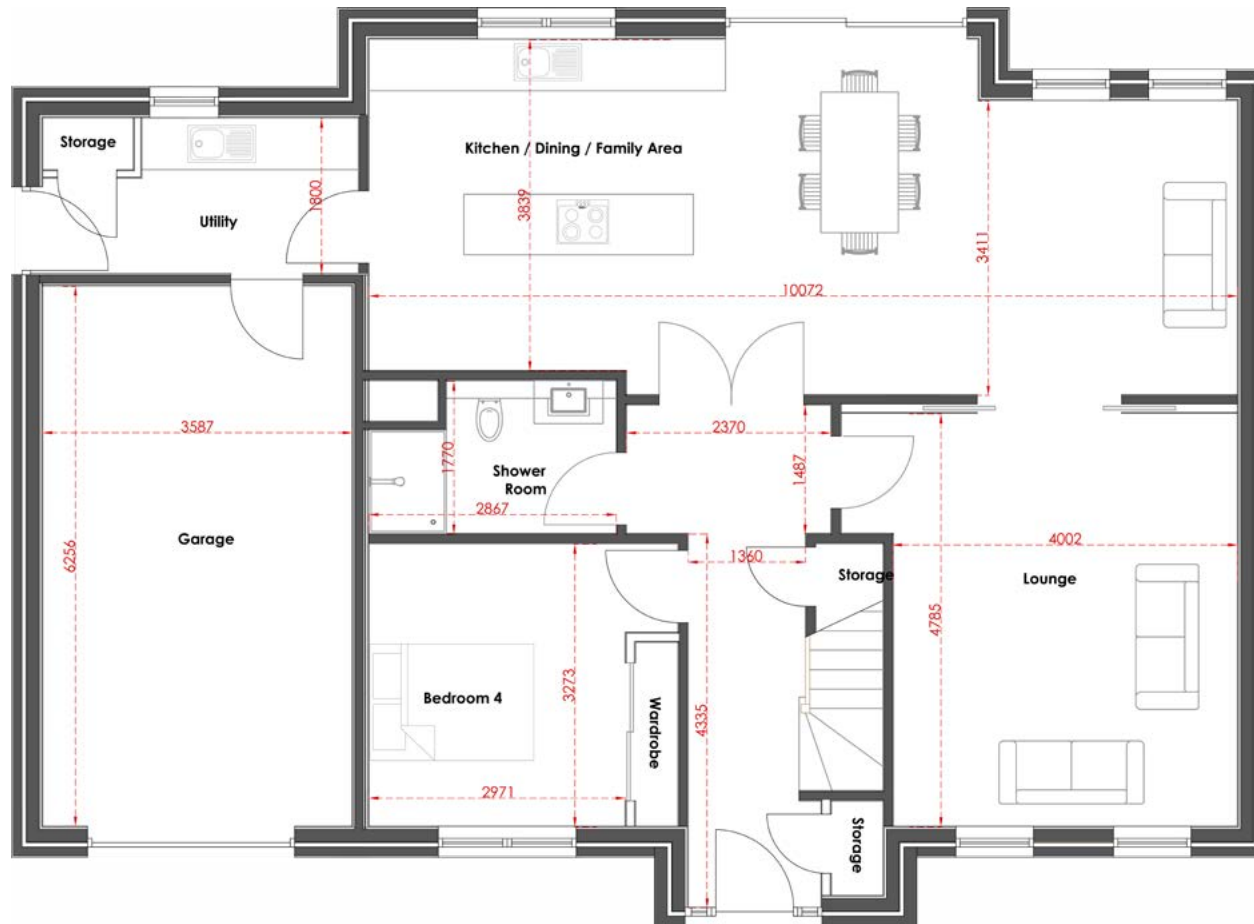 Storage
Kitchen / Dining / Family Area
1800
3839
Utility
3411
10072
3587
2370
1770
1487
Shower
Room
2867
6256
Garage
1360
4002
Storage
Lounge
3273
4785
Bedroom 4
4335
Wardrobe
2971
Storage